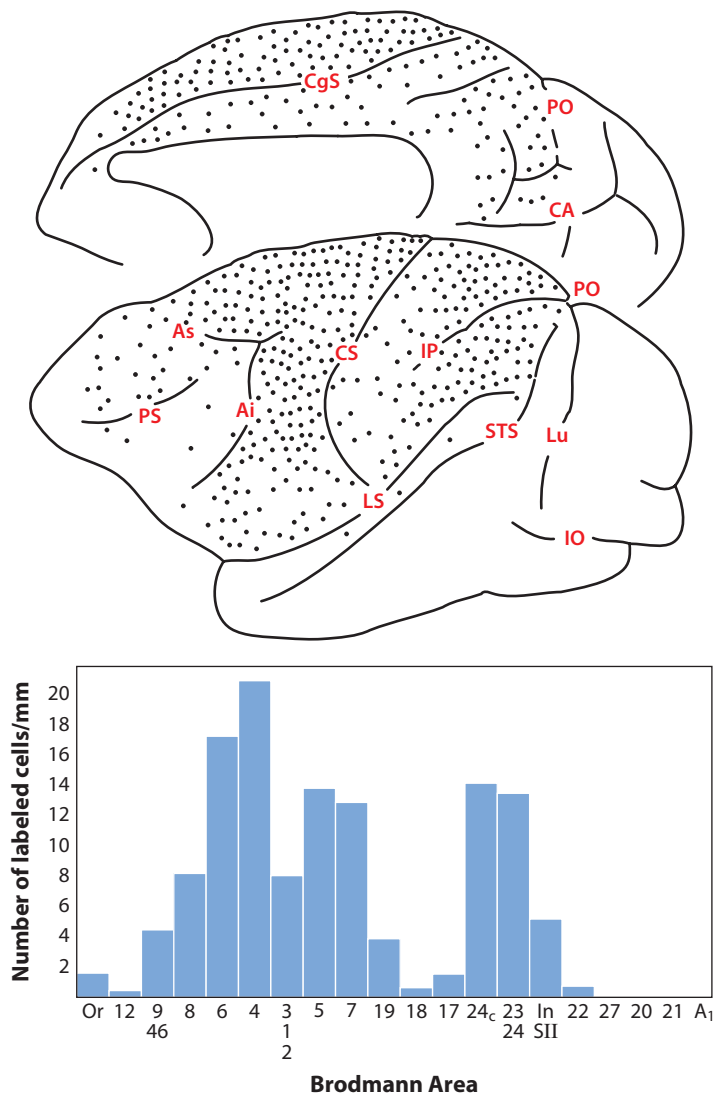 CgS
PO
CA
PO
As
CS
IP
PS
Ai
STS
Lu
LS
IO
Number of labeled cells/mm
20
18
16
14
12
10
8
6
4
2
Or 12 9 8 6 4 3 5 7 19 18 17 24c 23 In 22 27 20 21 A1
46 1 24 SII
2
Brodmann Area